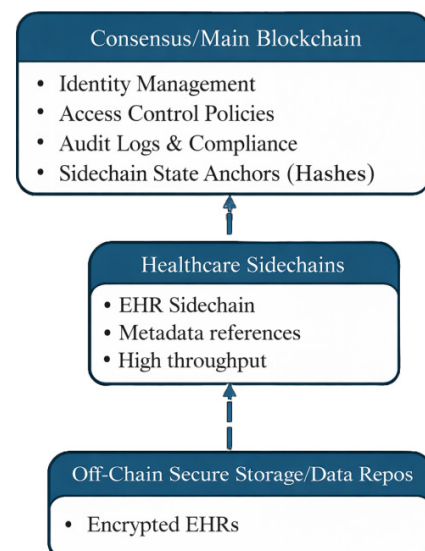 Consensus/Main Blockchain
• Identity Management
• Access Control Policies
• Audit Logs & Compliance
• Sidechain State Anchors (Hashes)
Healthcare Sidechains
• EHR Sidechain
• Metadata references
• High throughput
Off-Chain Secure Storage/Data Repos
• Encrypted EHRs